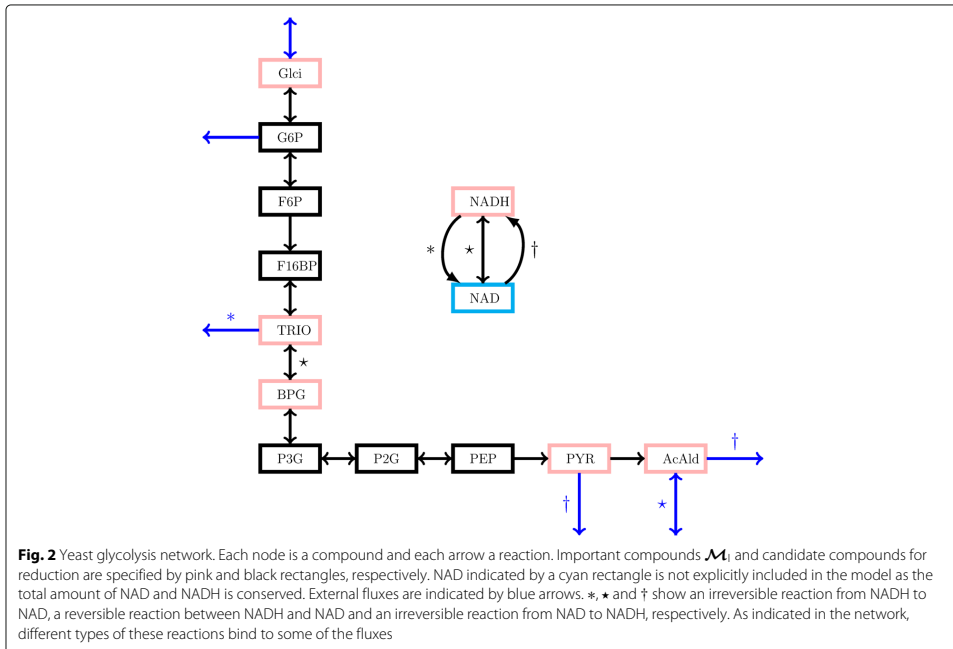 Glci
G6P
F6P
NADH
* ⋆ †
F16BP
NAD
*
TRIO
⋆
BPG
†
P3G P2G PEP PYR AcAld
† ⋆
Fig. 2 Yeast glycolysis network. Each node is a compound and each arrow a reaction. Important compounds 𝓜₁ and candidate compounds for
reduction are specified by pink and black rectangles, respectively. NAD indicated by a cyan rectangle is not explicitly included in the model as the
total amount of NAD and NADH is conserved. External fluxes are indicated by blue arrows. *, ⋆ and † show an irreversible reaction from NADH to
NAD, a reversible reaction between NADH and NAD and an irreversible reaction from NAD to NADH, respectively. As indicated in the network,
different types of these reactions bind to some of the fluxes